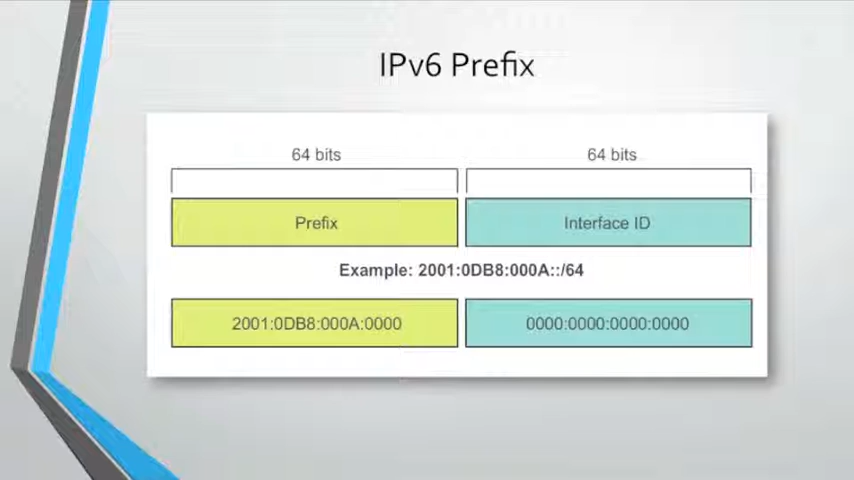 IPv6 Prefix
64 bits 64 bits
Prefix Interface ID
Example: 2001:0DB8:000A::/64
2001:0DB8:000A:0000 0000:0000:0000:0000